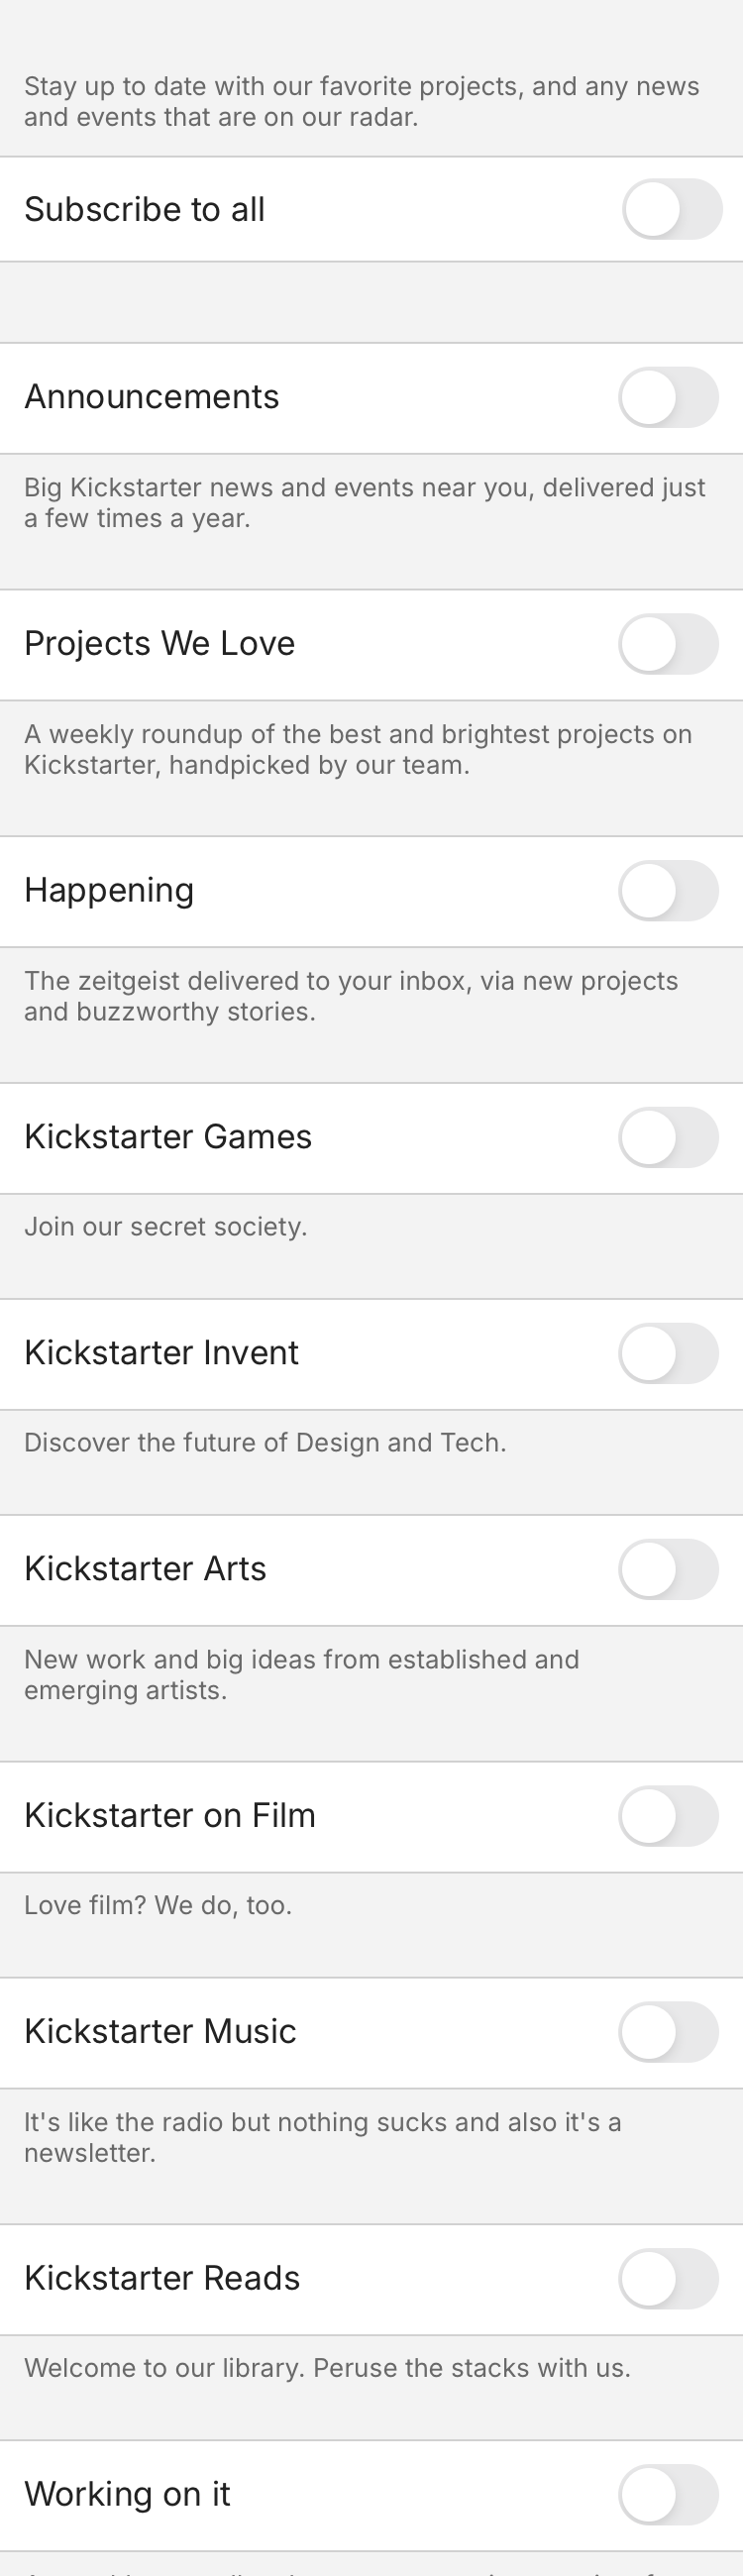 Stay up to date with our favorite projects, and any news
and events that are on our radar.
Subscribe to all
Announcements
Big Kickstarter news and events near you, delivered just
a few times a year.
Projects We Love
A weekly roundup of the best and brightest projects on
Kickstarter, handpicked by our team.
Happening
The zeitgeist delivered to your inbox, via new projects
and buzzworthy stories.
Kickstarter Games
Join our secret society.
Kickstarter Invent
Discover the future of Design and Tech.
Kickstarter Arts
New work and big ideas from established and
emerging artists.
Kickstarter on Film
Love film? We do, too.
Kickstarter Music
It's like the radio but nothing sucks and also it's a
newsletter.
Kickstarter Reads
Welcome to our library. Peruse the stacks with us.
Working on it